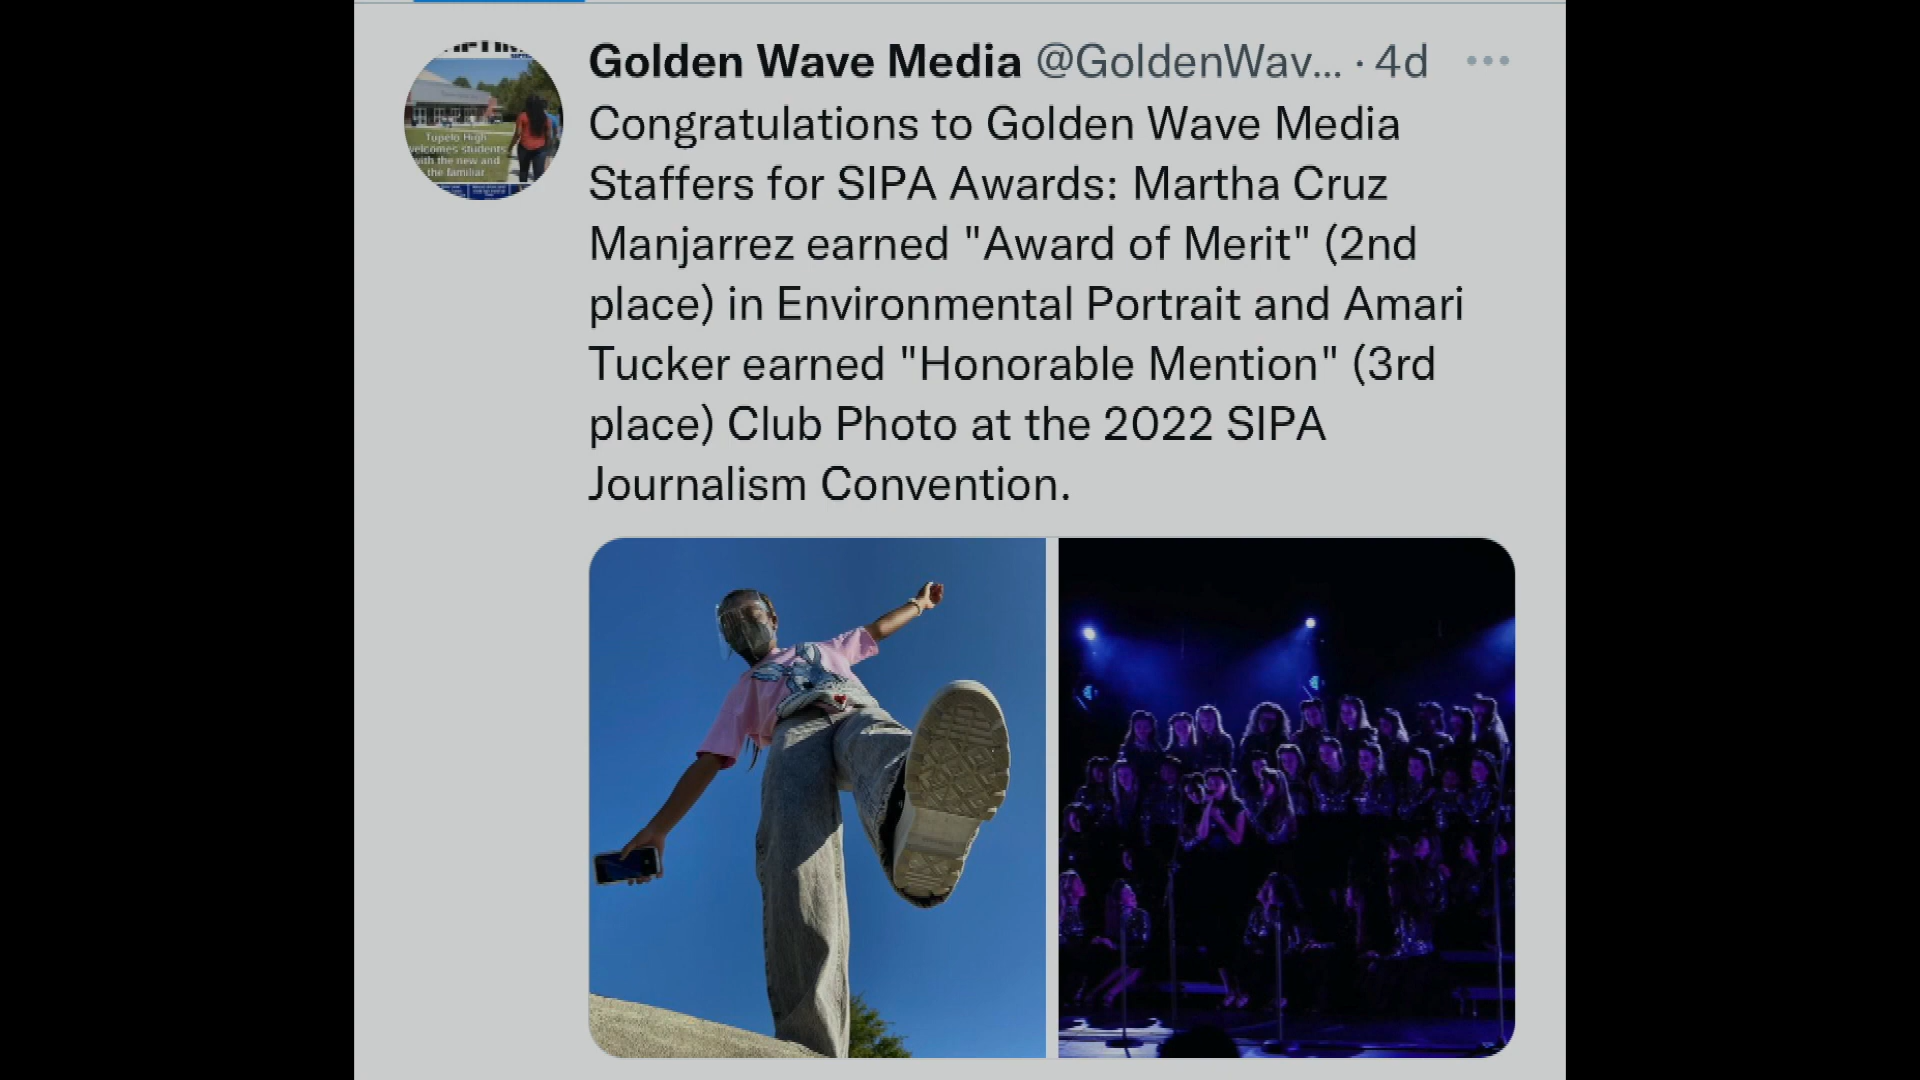 Golden Wave Media @GoldenWav... · 4d
Congratulations to Golden Wave Media
Staffers for SIPA Awards: Martha Cruz
Manjarrez earned "Award of Merit" (2nd
place) in Environmental Portrait and Amari
Tucker earned "Honorable Mention" (3rd
place) Club Photo at the 2022 SIPA
Journalism Convention.
Tupelo High
welcomes students
with the new and
the familiar